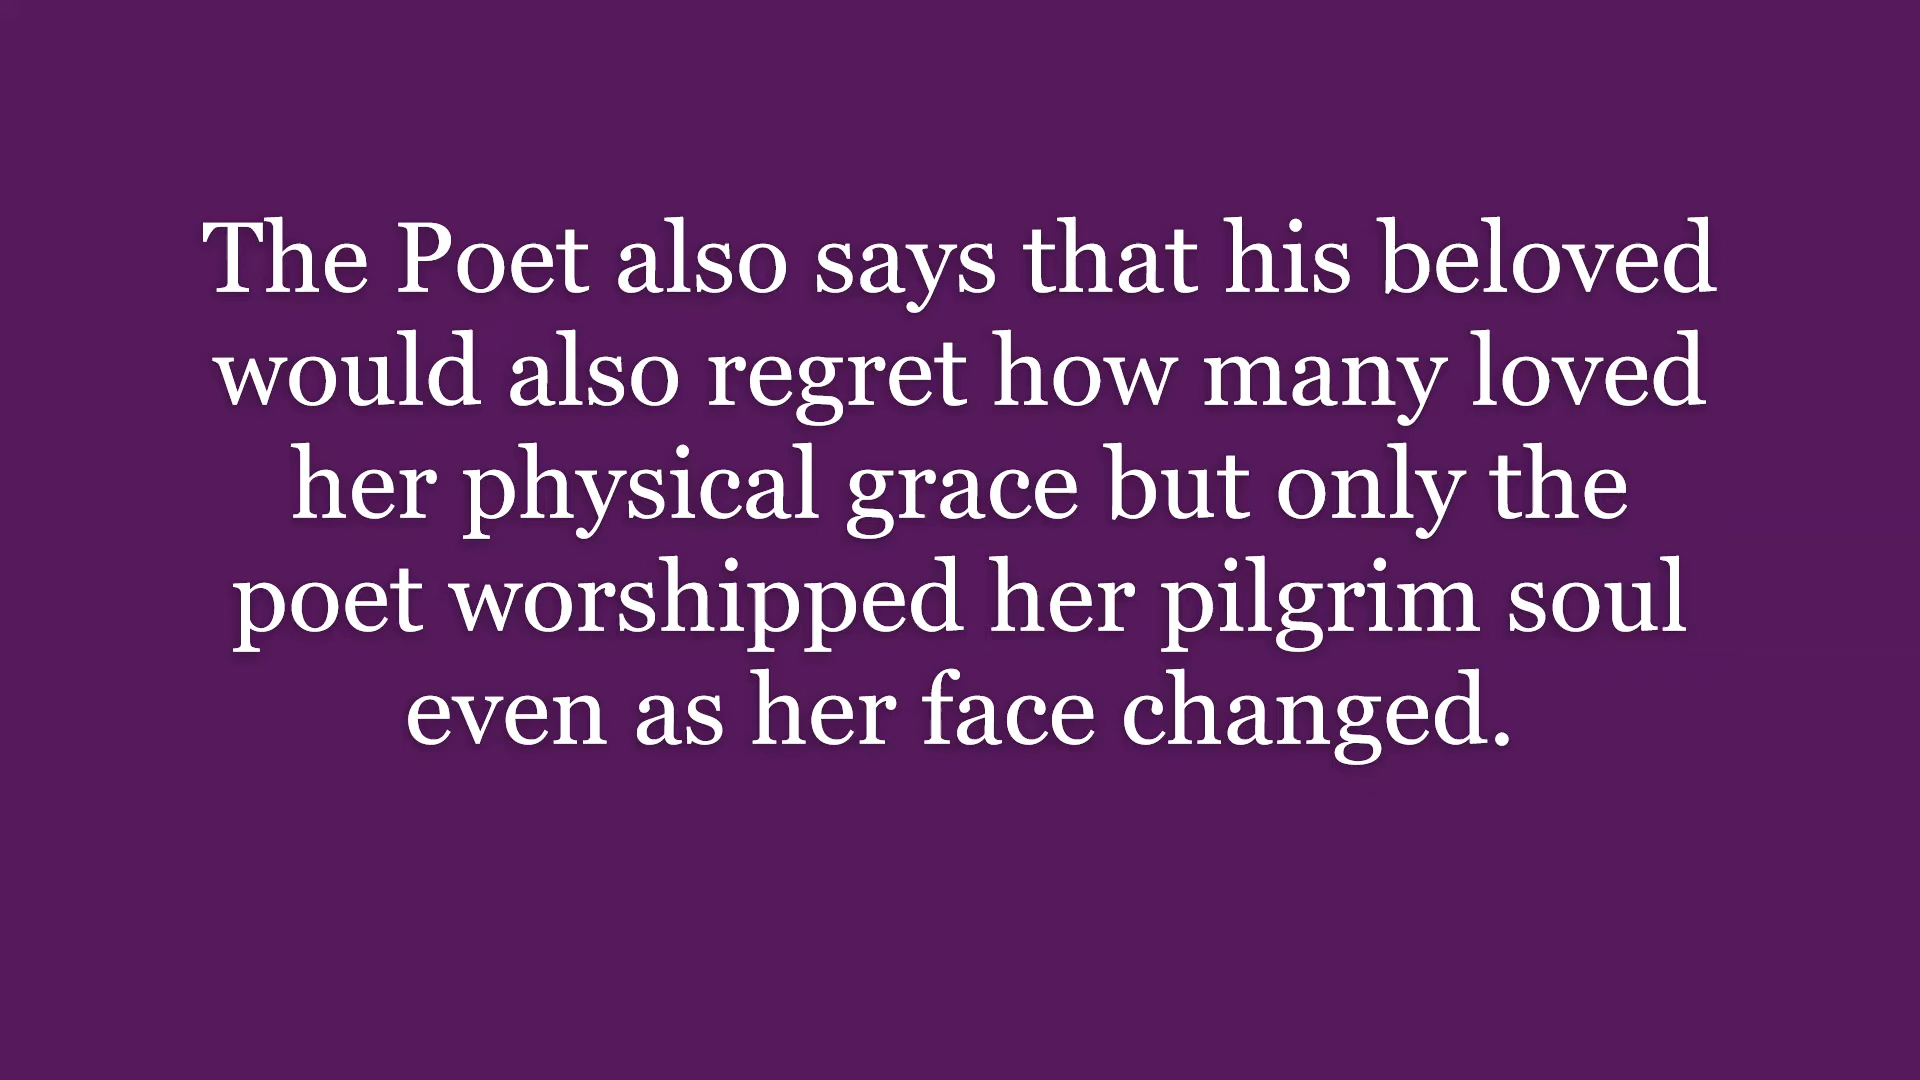 The Poet also says that his beloved
would also regret how many loved
her physical grace but only the
poet worshipped her pilgrim soul
even as her face changed.